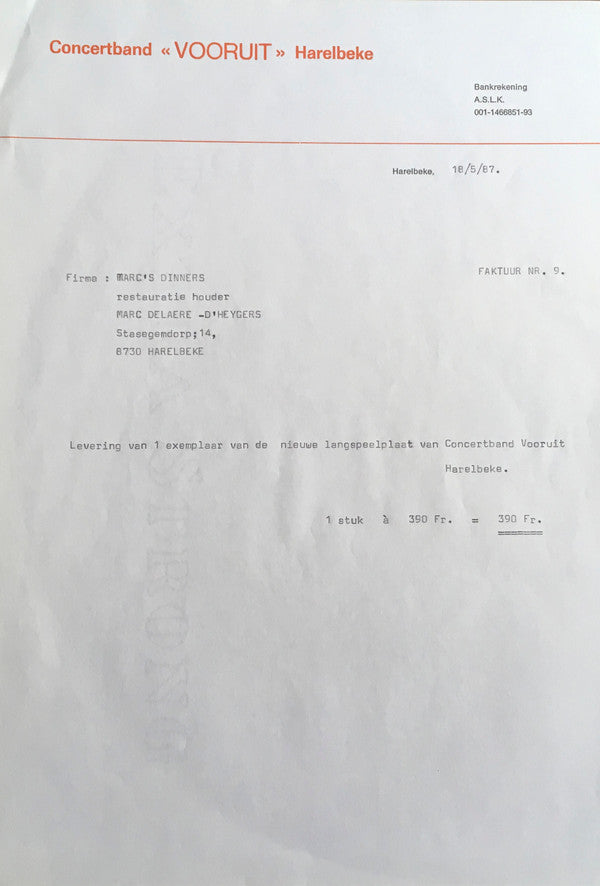 Concertband «VOORUIT» Harelbeke
Bankrekening
A.S.L.K.
001-1466851-93
Harelbeke, 18/5/87.
Firma : MARC'S DINNERS
FAKTUUR NR. 9.
restauratie houder
MARC DELAERE -D'HEYGERS
Stasegemdorp;14,
8730 HARELBEKE
Levering van 1 exemplaar van de nieuwe langspeelplaat van Concertband Vooruit
Harelbeke.
1 stuk à 390 Fr. = 390 Fr.